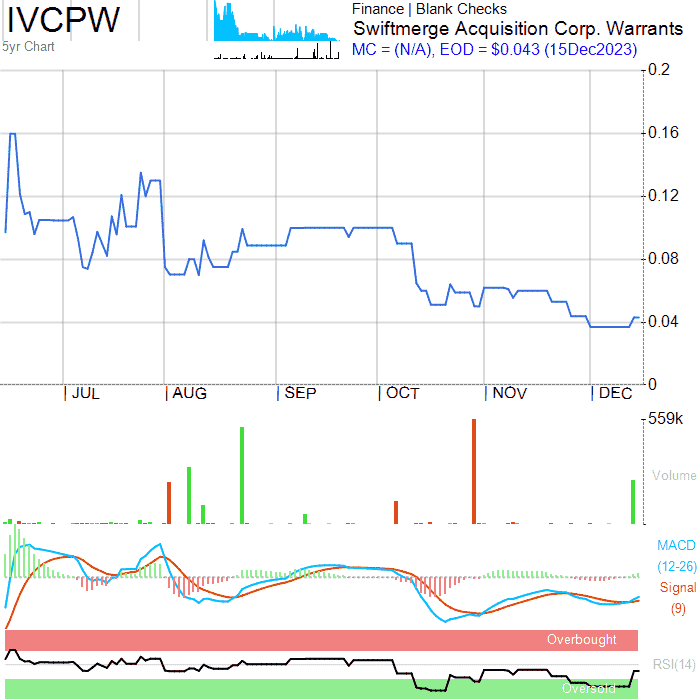 IVCPW
5yr Chart
Finance | Blank Checks
Swiftmerge Acquisition Corp. Warrants
MC = (N/A), EOD = $0.043 (15Dec2023)
0.2
0.16
0.12
0.08
0.04
0
JUL AUG SEP OCT NOV DEC
559k
Volume
MACD
(12-26)
Signal
(9)
Overbought
RSI(14)
Oversold